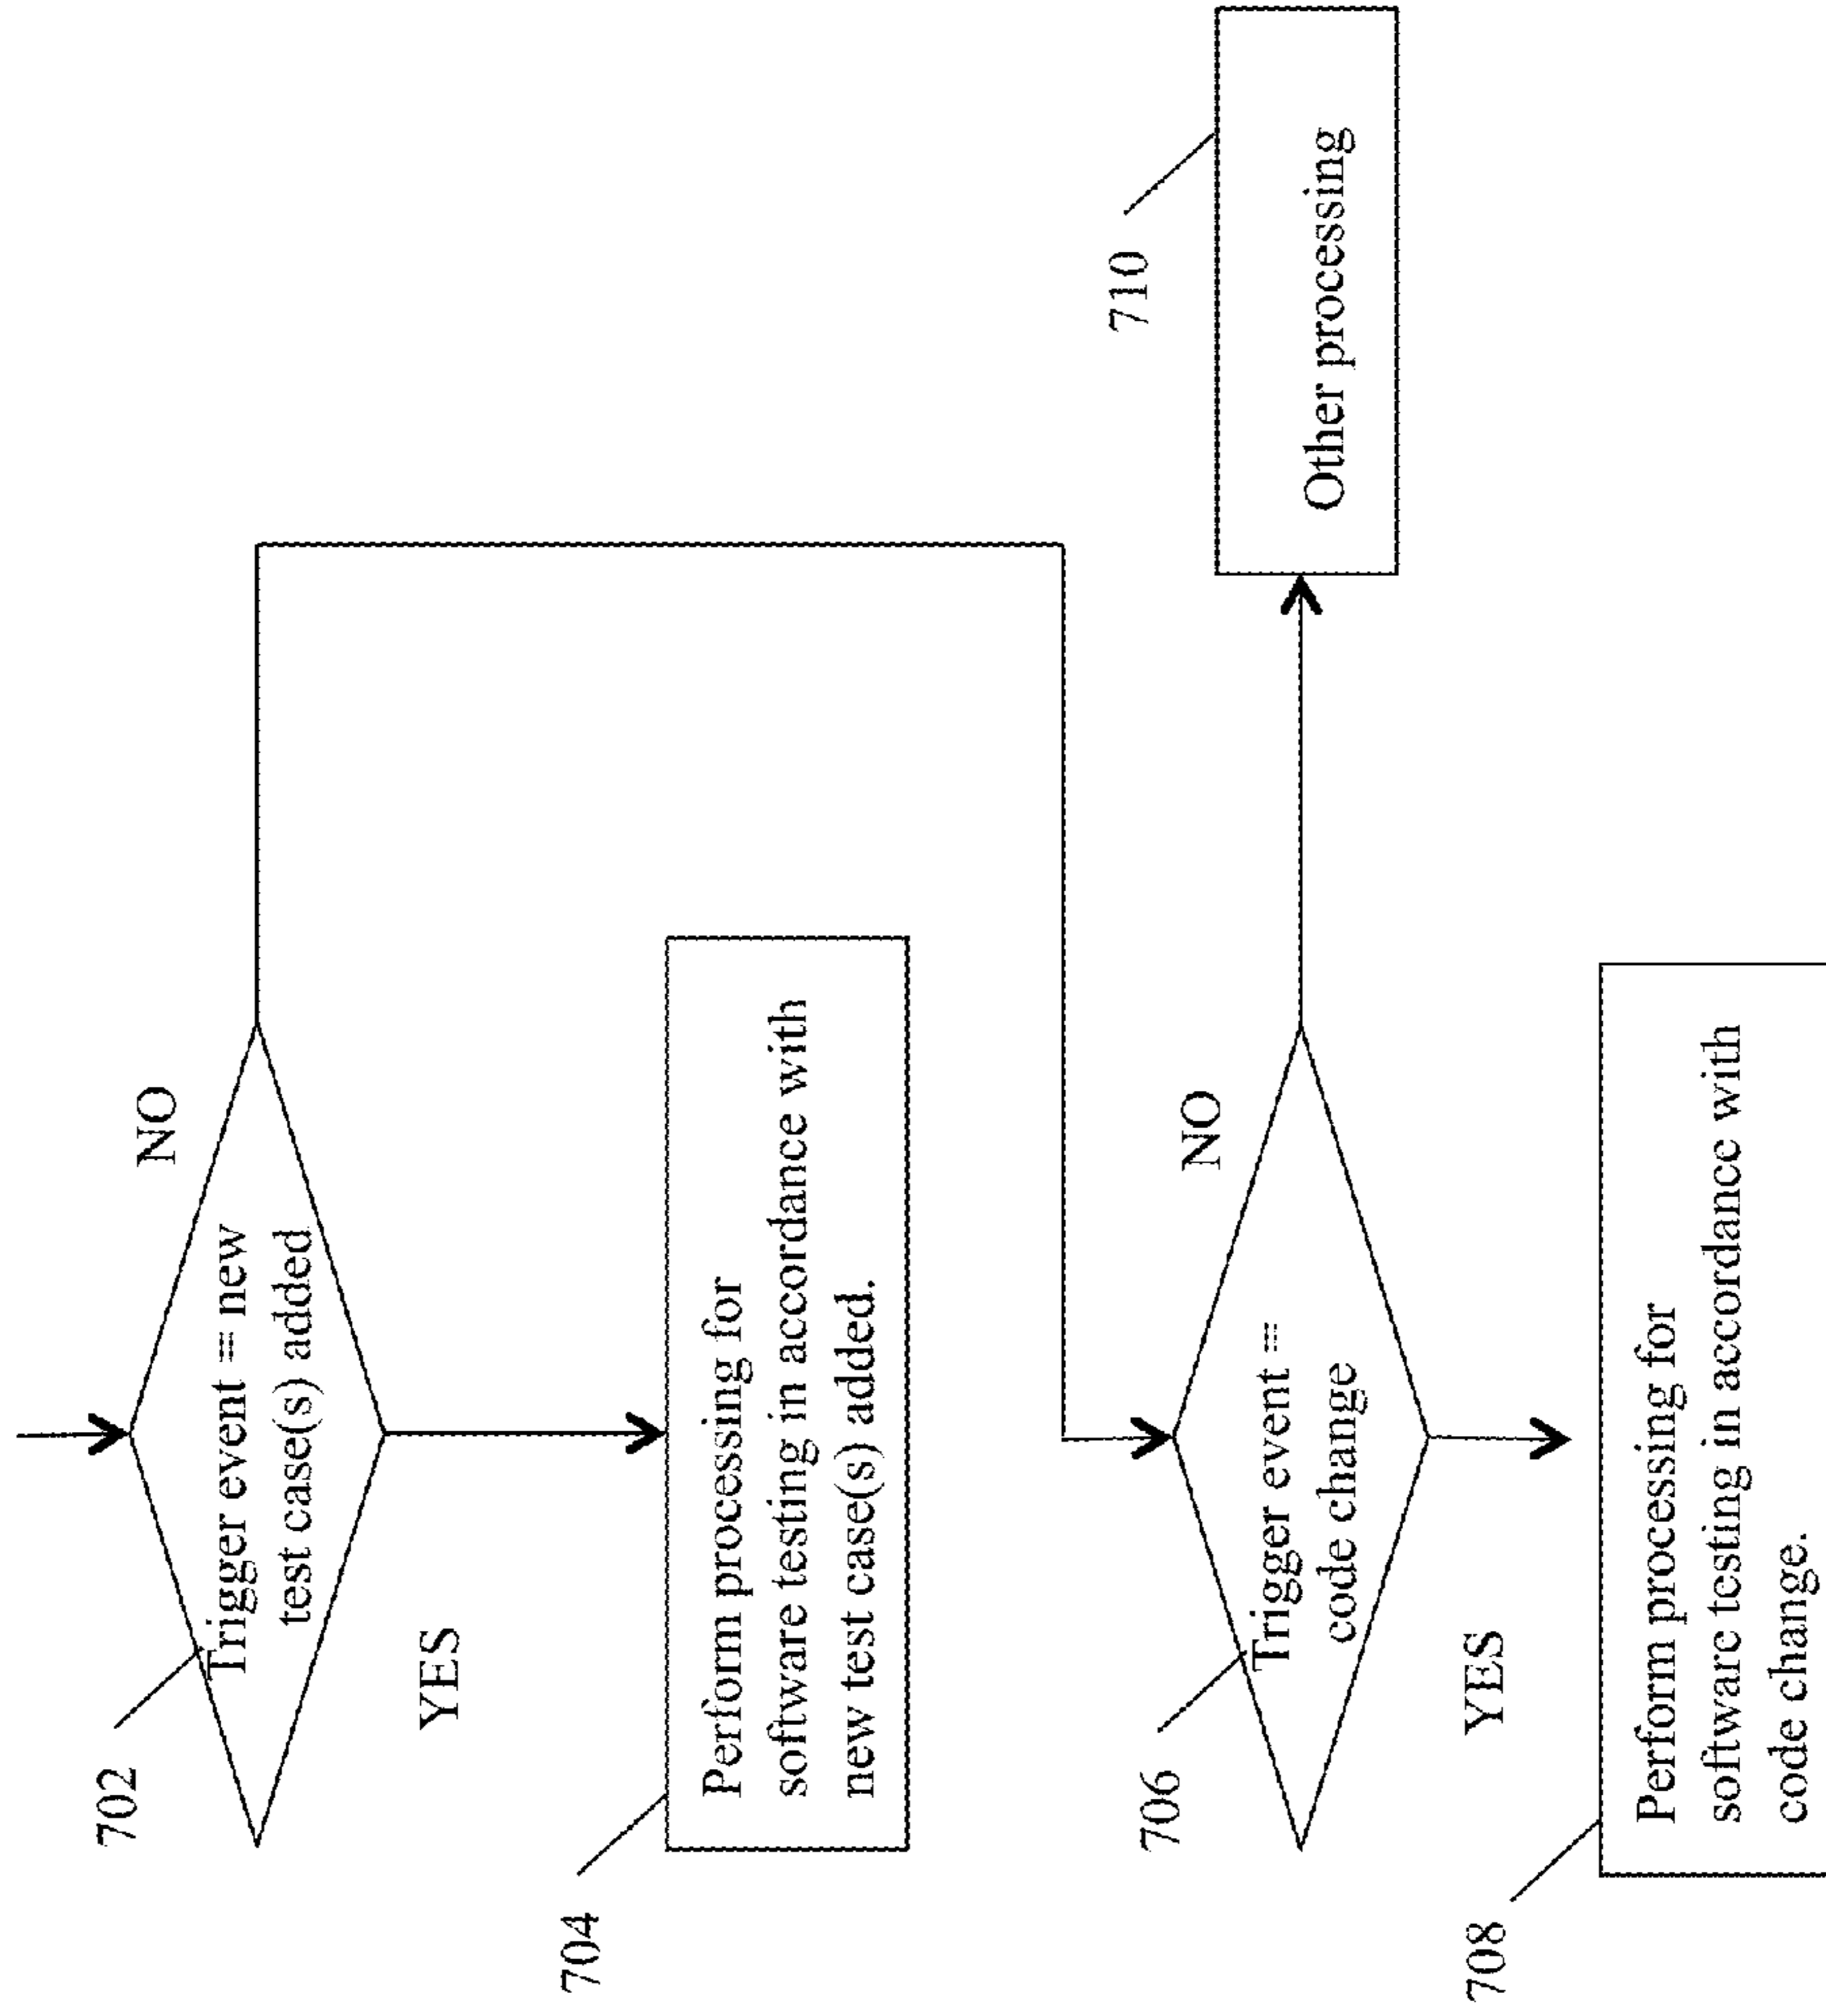 702
Trigger event = new
test case(s) added
NO
YES
704
Perform processing for
software testing in accordance with
new test case(s) added.
706
Trigger event =
code change
NO
710
Other processing
YES
708
Perform processing for
software testing in accordance with
code change.